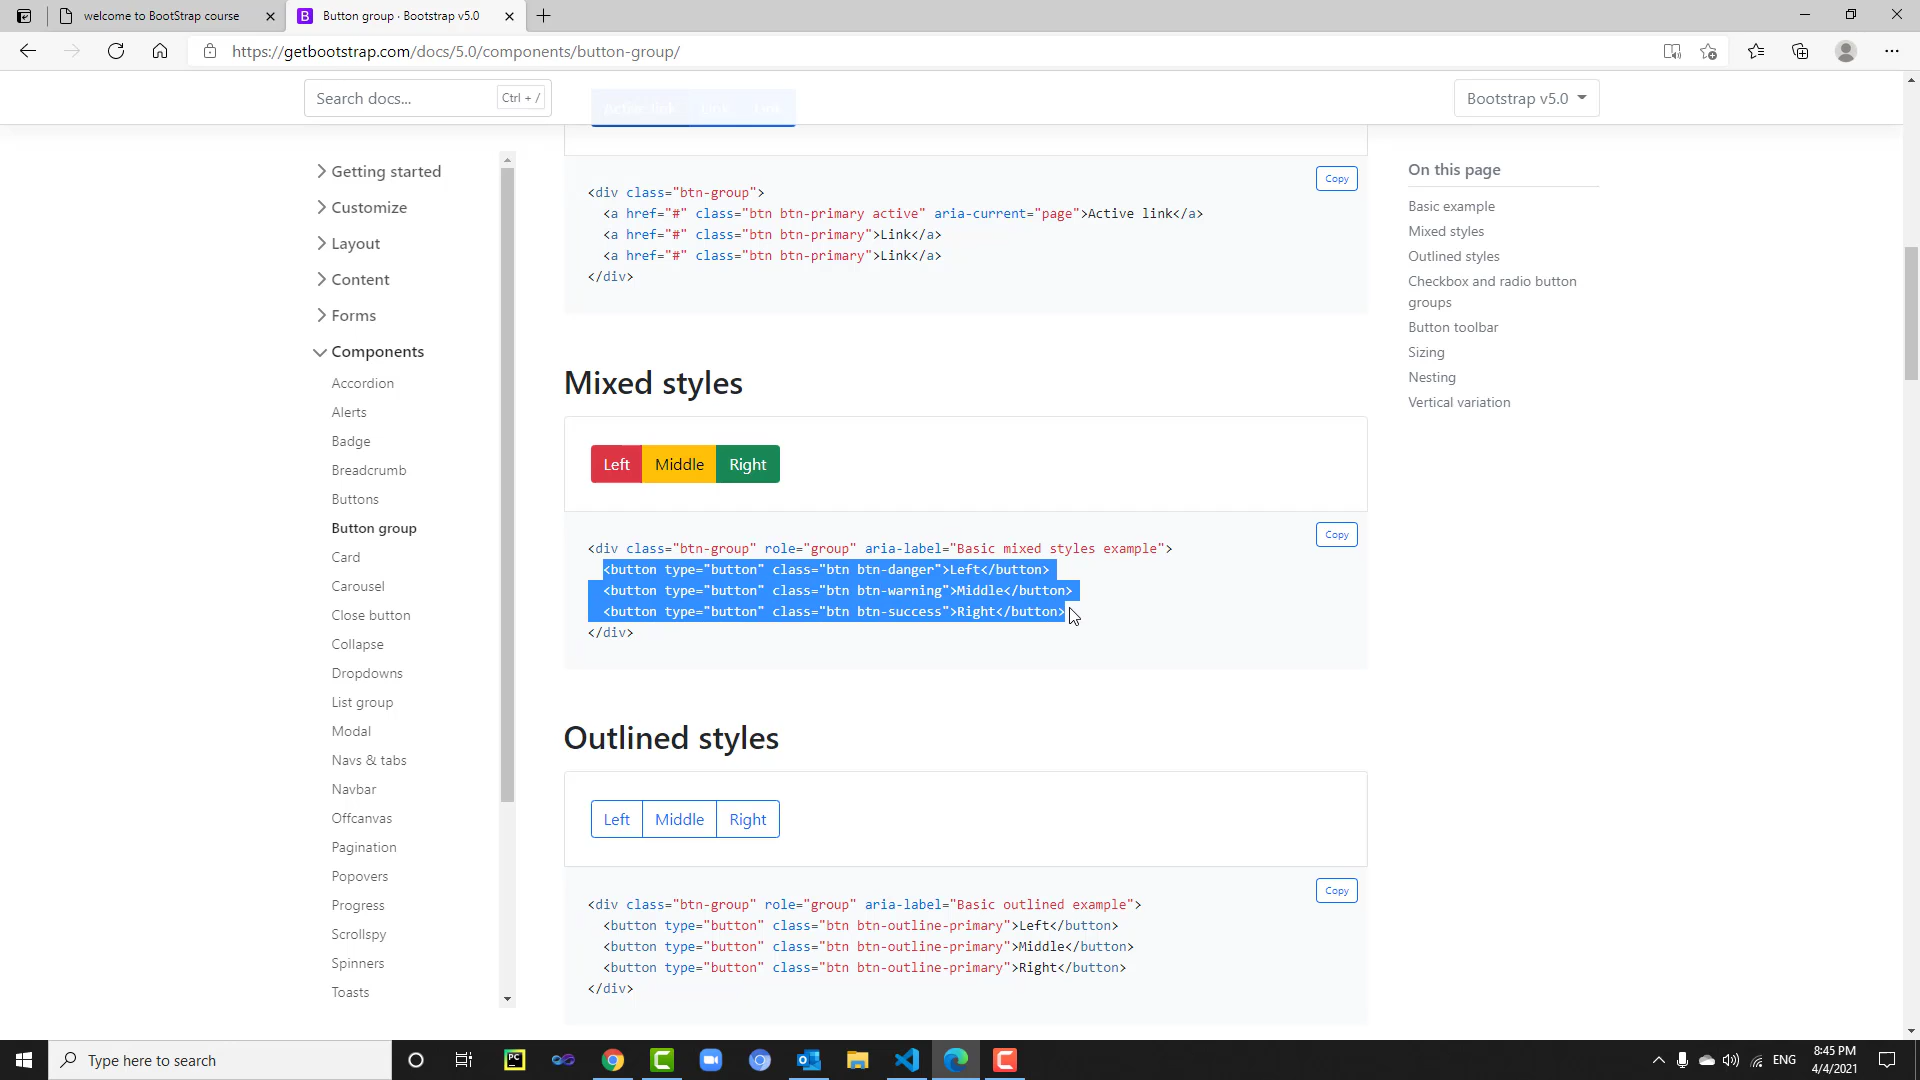 welcome to BootStrap course
Button group · Bootstrap v5.0
https://getbootstrap.com/docs/5.0/components/button-group/
Search docs...
Ctrl + /
Bootstrap v5.0
Getting started
Customize
Layout
Content
Forms
Components
Accordion
Alerts
Badge
Breadcrumb
Buttons
Button group
Card
Carousel
Close button
Collapse
Dropdowns
List group
Modal
Navs & tabs
Navbar
Offcanvas
Pagination
Popovers
Progress
Scrollspy
Spinners
Toasts
Copy
<div class="btn-group">
<a href="#" class="btn btn-primary active" aria-current="page">Active link</a>
<a href="#" class="btn btn-primary">Link</a>
<a href="#" class="btn btn-primary">Link</a>
</div>
Mixed styles
Left Middle Right
Copy
<div class="btn-group" role="group" aria-label="Basic mixed styles example">
<button type="button" class="btn btn-danger">Left</button>
<button type="button" class="btn btn-warning">Middle</button>
<button type="button" class="btn btn-success">Right</button>
</div>
Outlined styles
Left Middle Right
Copy
<div class="btn-group" role="group" aria-label="Basic outlined example">
<button type="button" class="btn btn-outline-primary">Left</button>
<button type="button" class="btn btn-outline-primary">Middle</button>
<button type="button" class="btn btn-outline-primary">Right</button>
</div>
On this page
Basic example
Mixed styles
Outlined styles
Checkbox and radio button
groups
Button toolbar
Sizing
Nesting
Vertical variation
Type here to search
PC
ENG
8:45 PM
4/4/2021